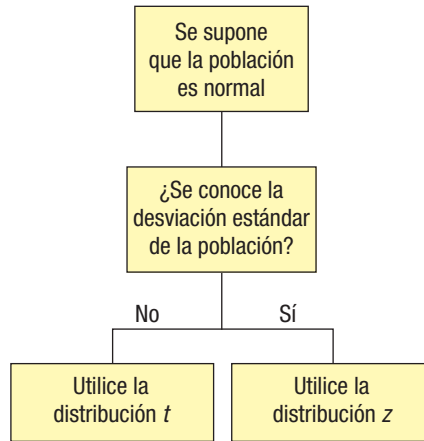 Se supone
que la población
es normal
¿Se conoce la
desviación estándar
de la población?
No
Sí
Utilice la
distribución t
Utilice la
distribución z